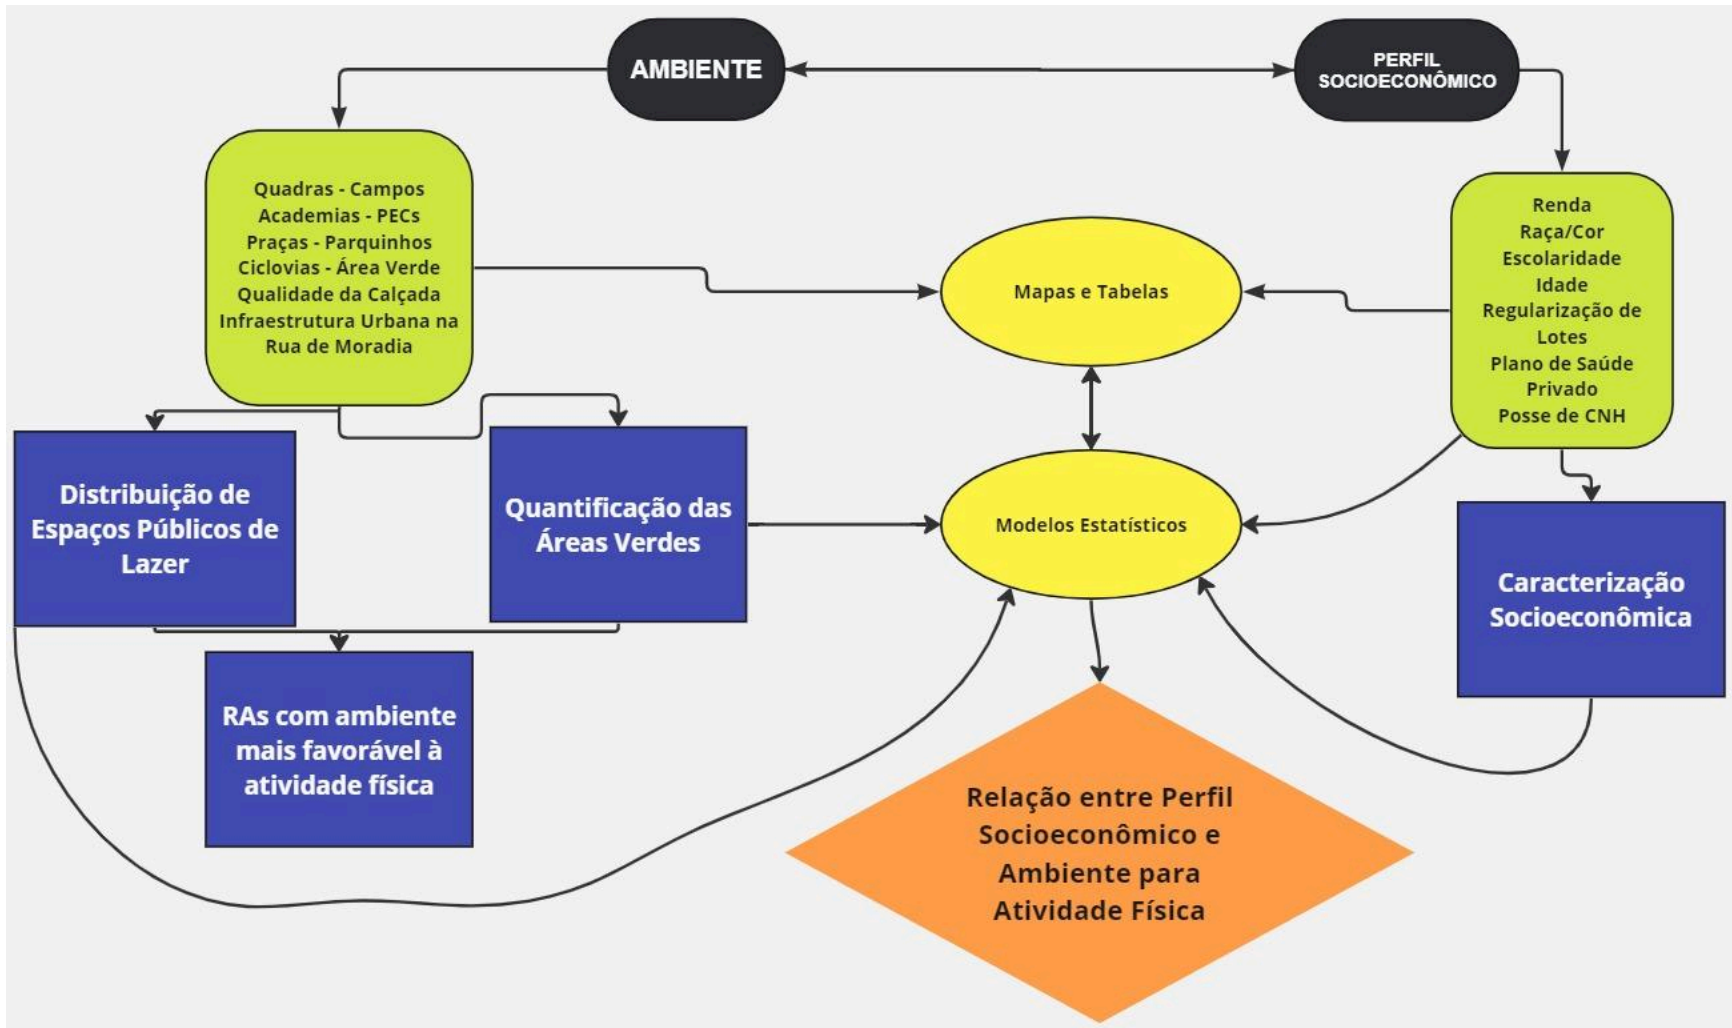 AMBIENTE
PERFIL
SOCIOECONÔMICO
Quadras - Campos
Academias - PECs
Praças - Parquinhos
Ciclovias - Área Verde
Qualidade da Calçada
Infraestrutura Urbana na
Rua de Moradia
Mapas e Tabelas
Renda
Raça/Cor
Escolaridade
Idade
Regularização de
Lotes
Plano de Saúde
Privado
Posse de CNH
Distribuição de
Espaços Públicos de
Lazer
Quantificação das
Áreas Verdes
Modelos Estatísticos
Caracterização
Socioeconômica
RAs com ambiente
mais favorável à
atividade física
Relação entre Perfil
Socioeconômico e
Ambiente para
Atividade Física